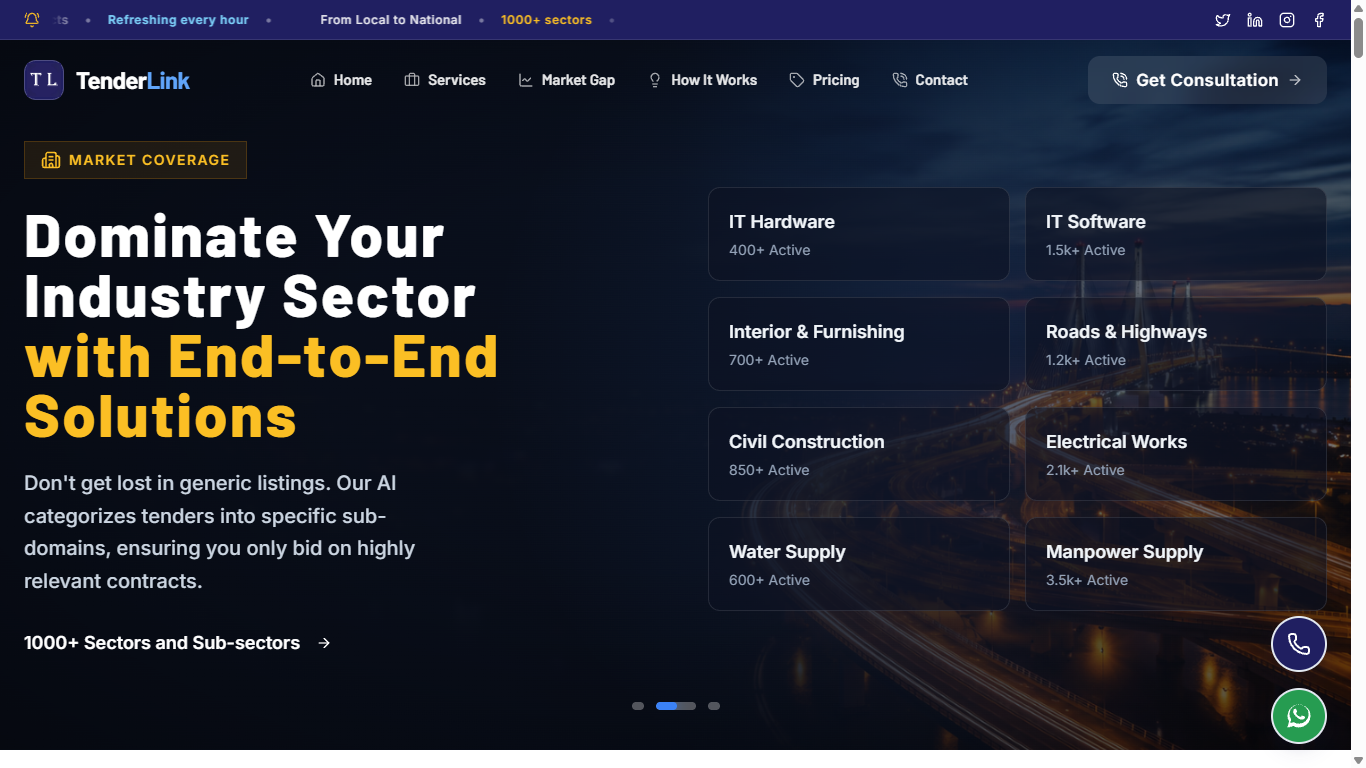 Refreshing every hour • From Local to National • 1000+ sectors •
TL TenderLink
Home Services Market Gap How It Works Pricing Contact
Get Consultation →
MARKET COVERAGE
Dominate Your
Industry Sector
with End-to-End
Solutions
Don't get lost in generic listings. Our AI
categorizes tenders into specific sub-
domains, ensuring you only bid on highly
relevant contracts.
1000+ Sectors and Sub-sectors →
IT Hardware
400+ Active
IT Software
1.5k+ Active
Interior & Furnishing
700+ Active
Roads & Highways
1.2k+ Active
Civil Construction
850+ Active
Electrical Works
2.1k+ Active
Water Supply
600+ Active
Manpower Supply
3.5k+ Active